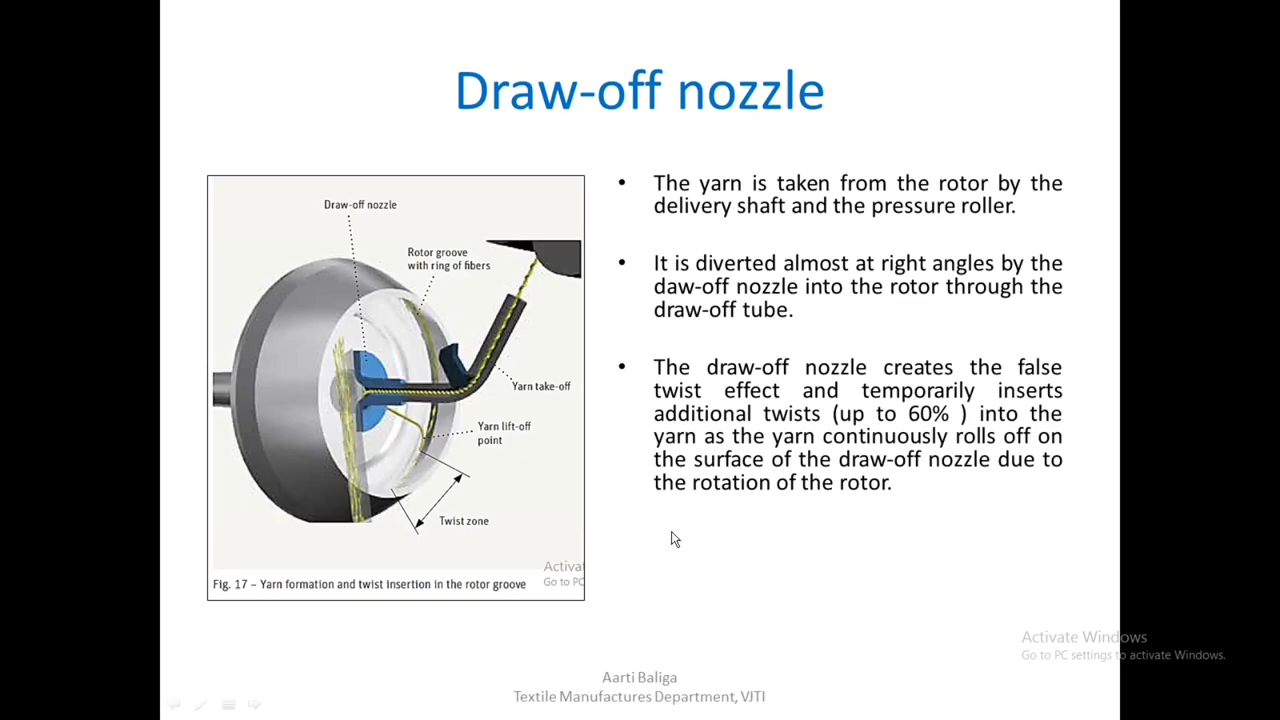 Draw-off nozzle
Draw-off nozzle
Rotor groove
with ring of fibers
Yarn take-off
Yarn lift-off
point
Twist zone
Activat
Go to PC
Fig. 17 – Yarn formation and twist insertion in the rotor groove
• The yarn is taken from the rotor by the
delivery shaft and the pressure roller.
• It is diverted almost at right angles by the
daw-off nozzle into the rotor through the
draw-off tube.
• The draw-off nozzle creates the false
twist effect and temporarily inserts
additional twists (up to 60% ) into the
yarn as the yarn continuously rolls off on
the surface of the draw-off nozzle due to
the rotation of the rotor.
Activate Windows
Go to PC settings to activate Windows.
Aarti Baliga
Textile Manufactures Department, VJTI